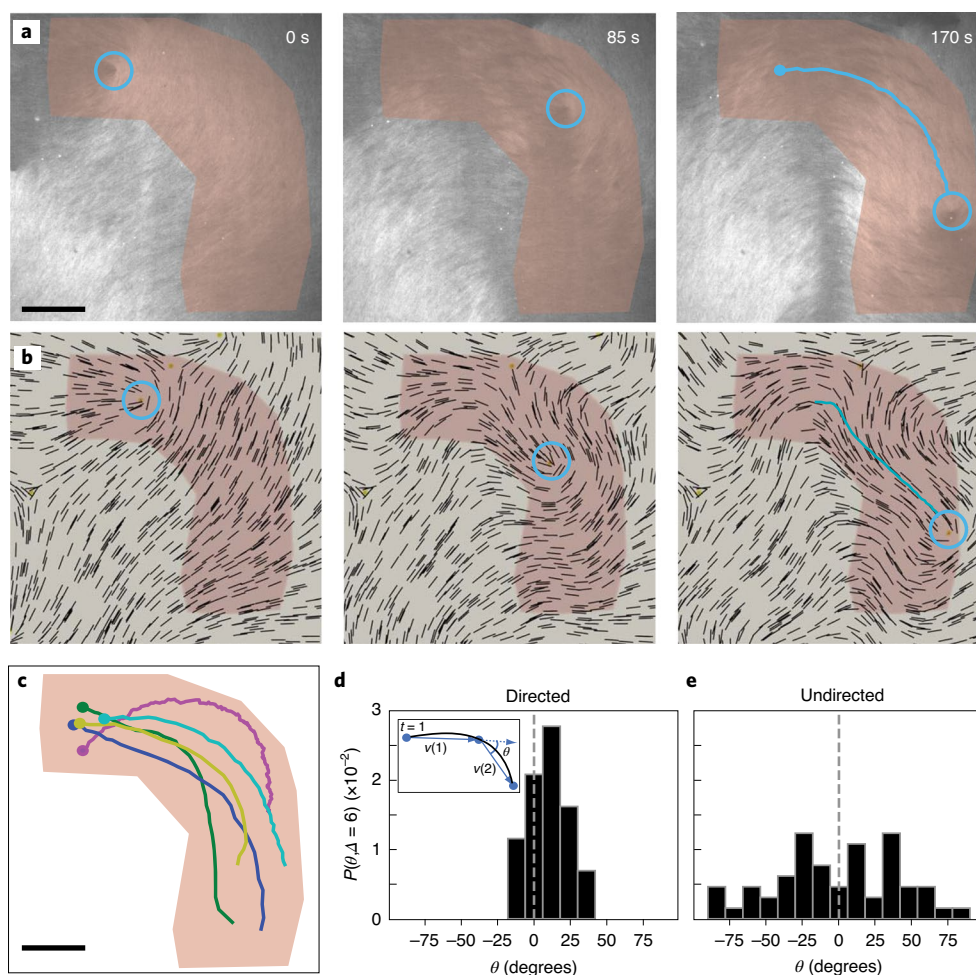 a
0 s
85 s
170 s
b
c
d
Directed
e
Undirected
3
2
1
0
P(θ,Δ = 6) (×10⁻²)
t = 1
v(1)
v(2)
θ
−75 −50 −25 0 25 50 75
θ (degrees)
−75 −50 −25 0 25 50 75
θ (degrees)